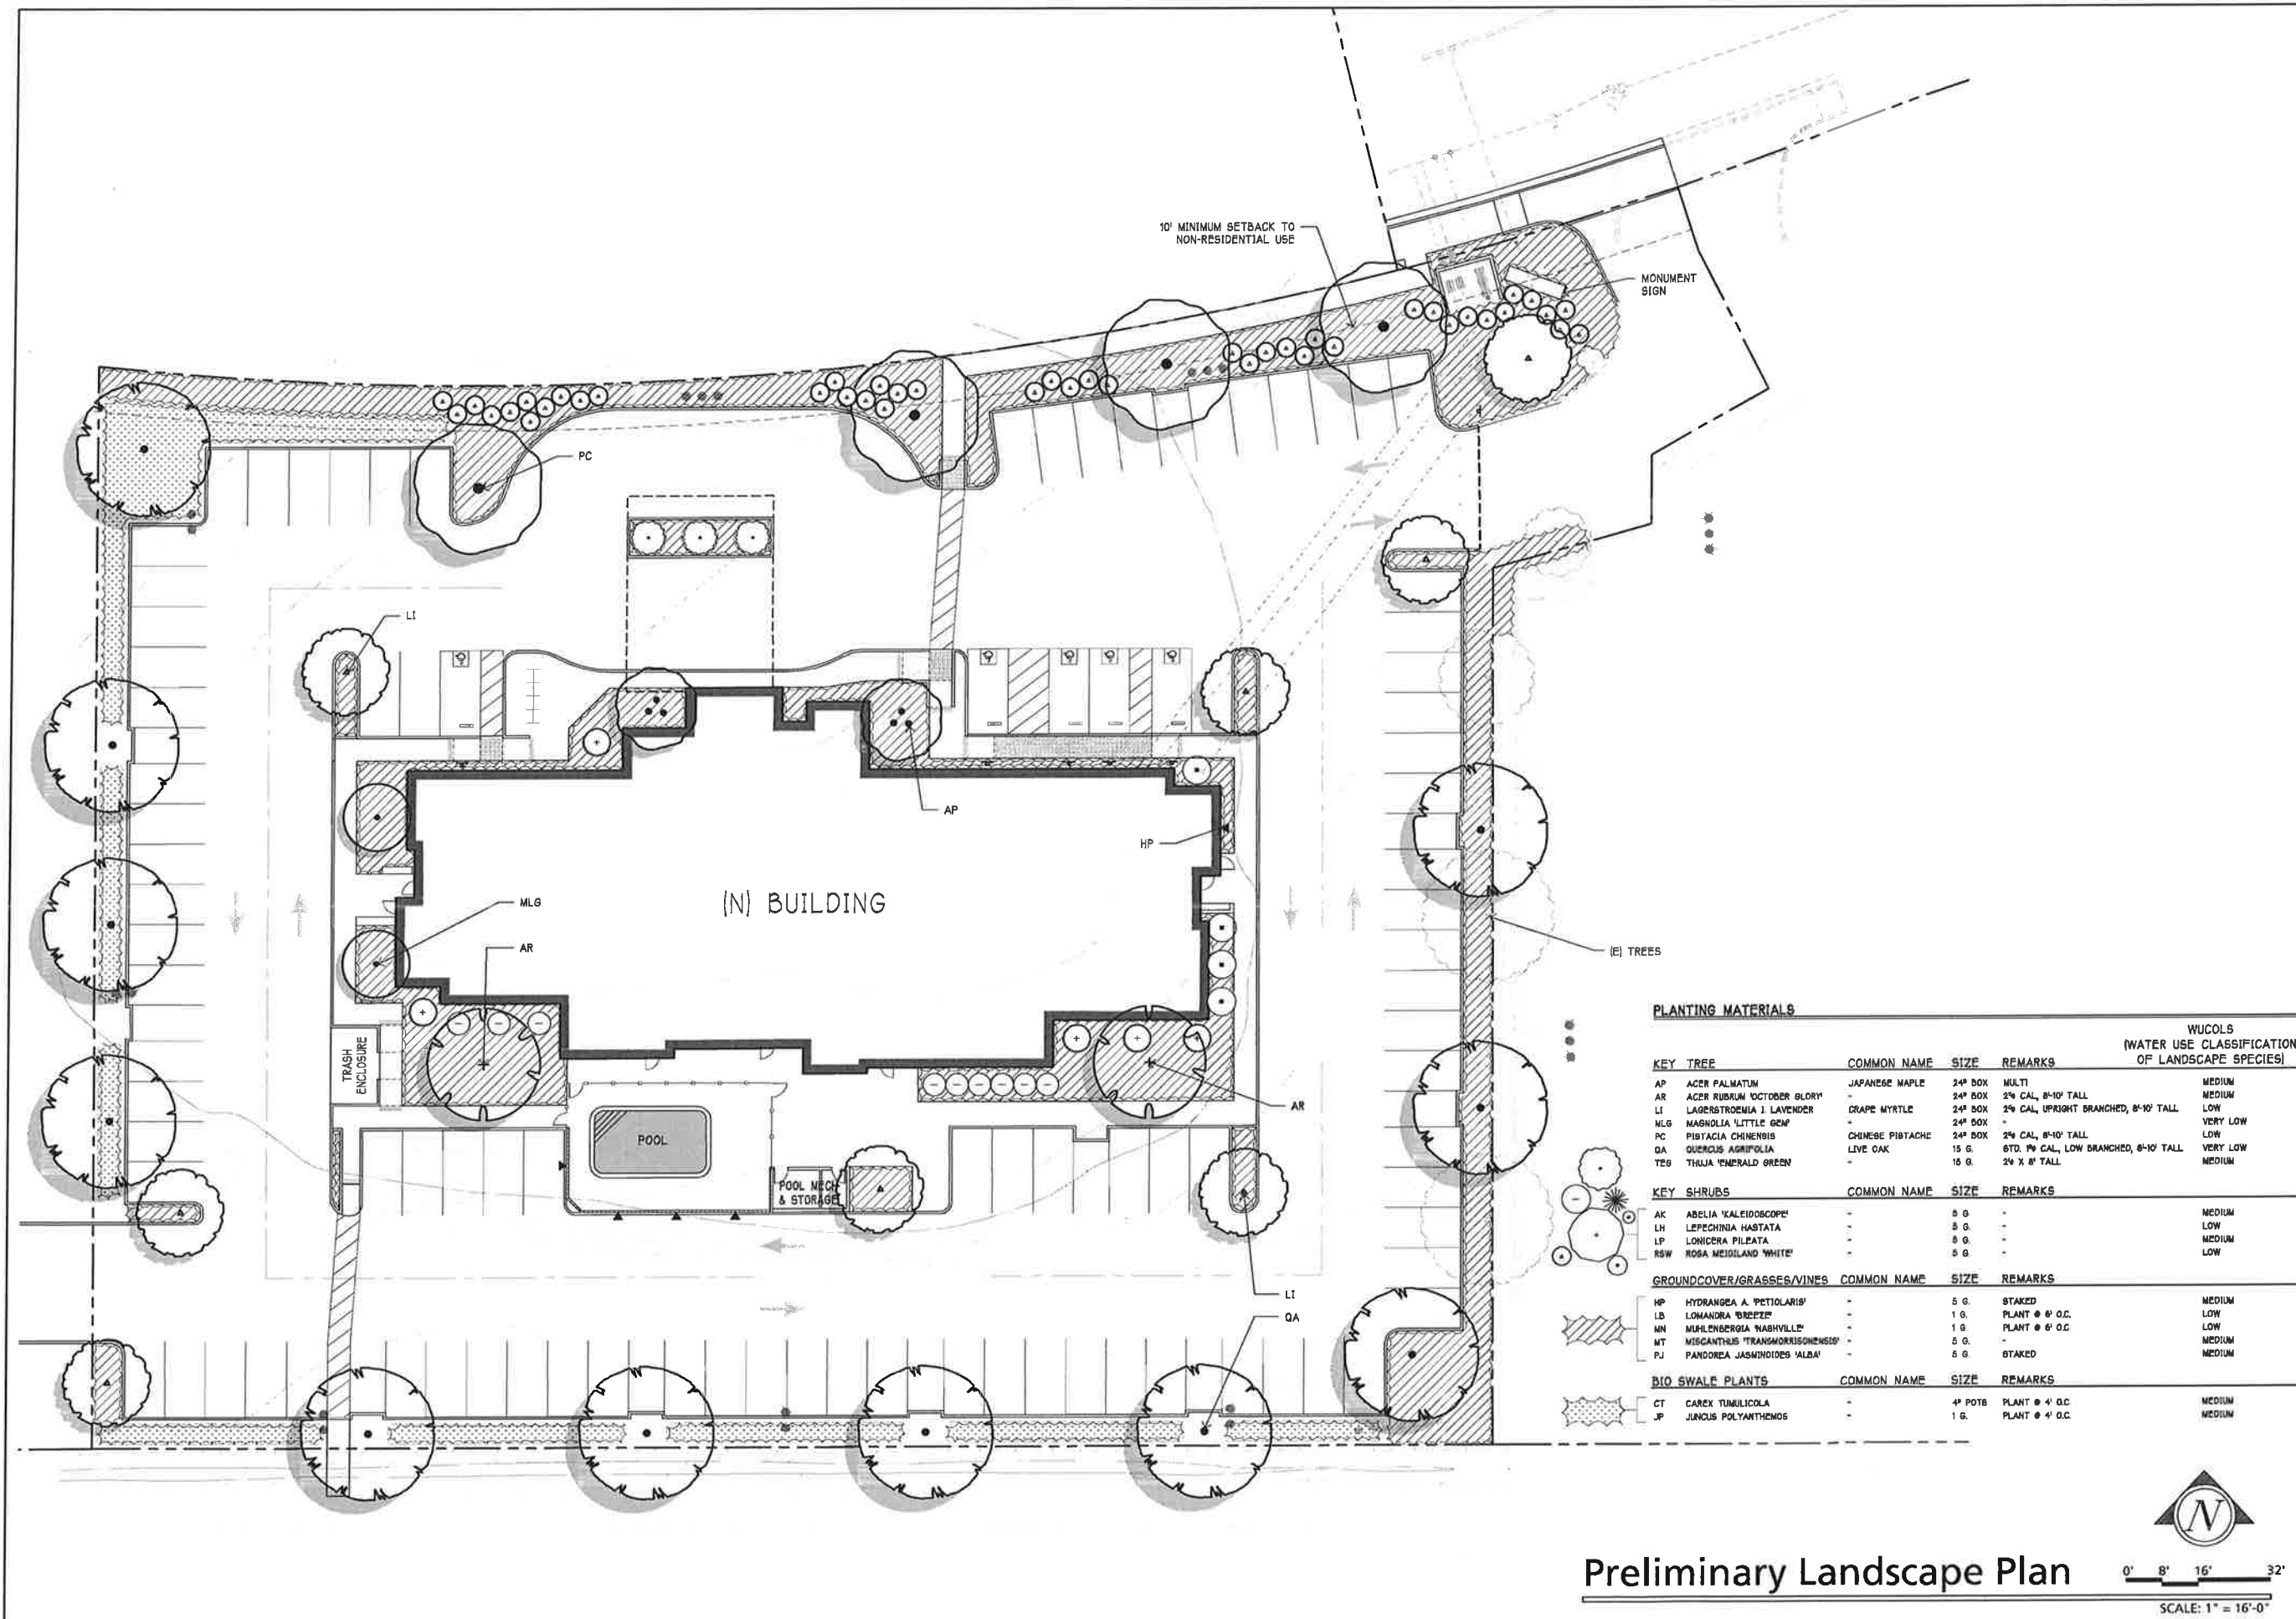 10' MINIMUM SETBACK TO
NON-RESIDENTIAL USE
MONUMENT
SIGN
PC
LI
AP
HP
(N) BUILDING
MLG
AR
(E) TREES
TRASH
ENCLOSURE
AR
POOL
POOL MECH
& STORAGE
LI
QA
PLANTING MATERIALS
WUCOLS
(WATER USE CLASSIFICATION
OF LANDSCAPE SPECIES)
KEY TREE COMMON NAME SIZE REMARKS
AP ACER PALMATUM JAPANESE MAPLE 24" BOX MULTI MEDIUM
AR ACER RUBRUM 'OCTOBER GLORY' - 24" BOX CAL, 8'-10' TALL MEDIUM
LI LAGERSTROEMIA I. LAVENDER CRAPE MYRTLE 24" BOX CAL, UPRIGHT BRANCHED, 8'-10' TALL LOW
MLG MAGNOLIA 'LITTLE GEM' - 24" BOX - VERY LOW
PC PISTACIA CHINENSIS CHINESE PISTACHE 24" BOX CAL, 8'-10' TALL LOW
QA QUERCUS AGRIFOLIA LIVE OAK 15 G. STD. CAL, LOW BRANCHED, TALL VERY LOW
TEG THUJA 'EMERALD GREEN' - 15 G. X 8' TALL MEDIUM
KEY SHRUBS COMMON NAME SIZE REMARKS
AK ABELIA 'KALEIDOSCOPE' - 5 G - MEDIUM
LH LEPECHINIA HASTATA - 5 G. - LOW
LP LONICERA PILEATA - 5 G. - MEDIUM
RSW ROSA MEIDILAND 'WHITE' - 5 G. - LOW
GROUNDCOVER/GRASSES/VINES COMMON NAME SIZE REMARKS
HP HYDRANGEA A. 'PETIOLARIS' - 5 G. STAKED MEDIUM
LB LOMANDRA 'BREEZE' - 1 G. PLANT @ 6' O.C. LOW
MN MUHLENBERGIA 'NASHVILLE' - 1 G. PLANT @ 6' O.C. LOW
MT MISCANTHUS 'TRANSMORRISONENSIS' - 5 G. - MEDIUM
PJ PANDOREA JASMINOIDES 'ALBA' - 5 G. STAKED MEDIUM
BIO SWALE PLANTS COMMON NAME SIZE REMARKS
CT CAREX TUMULICOLA - 4" POTS PLANT @ 4' O.C. MEDIUM
JP JUNCUS POLYANTHEMOS - 1 G. PLANT @ 4' O.C. MEDIUM
N
Preliminary Landscape Plan
0' 8' 16' 32'
SCALE: 1" = 16'-0"